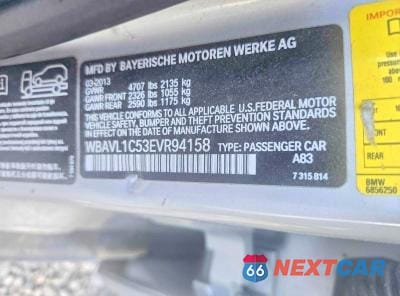 MFD BY BAYERISCHE MOTOREN WERKE AG
03-2013
GVWR 4707 lbs 2135 kg
GAWR FRONT 2326 lbs 1055 kg
GAWR REAR 2590 lbs 1175 kg
THIS VEHICLE CONFORMS TO ALL APPLICABLE U.S.FEDERAL MOTOR
VEHICLE SAFETY, BUMPER AND THEFT PREVENTION STANDARDS IN
EFFECT ON THE DATE OF MANUFACTURE SHOWN ABOVE.
WBAVL1C53EVR94158 TYPE: PASSENGER CAR
A83
7 315 814
BMW
6856250
66 NEXTCAR